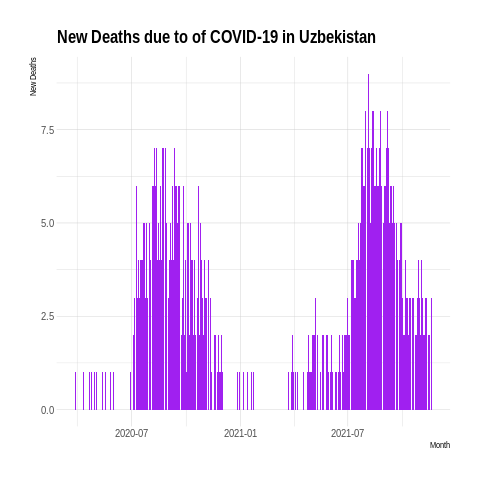 New Deaths due to of COVID-19 in Uzbekistan
New Deaths
7.5
5.0
2.5
0.0
2020-07
2021-01
2021-07
Month